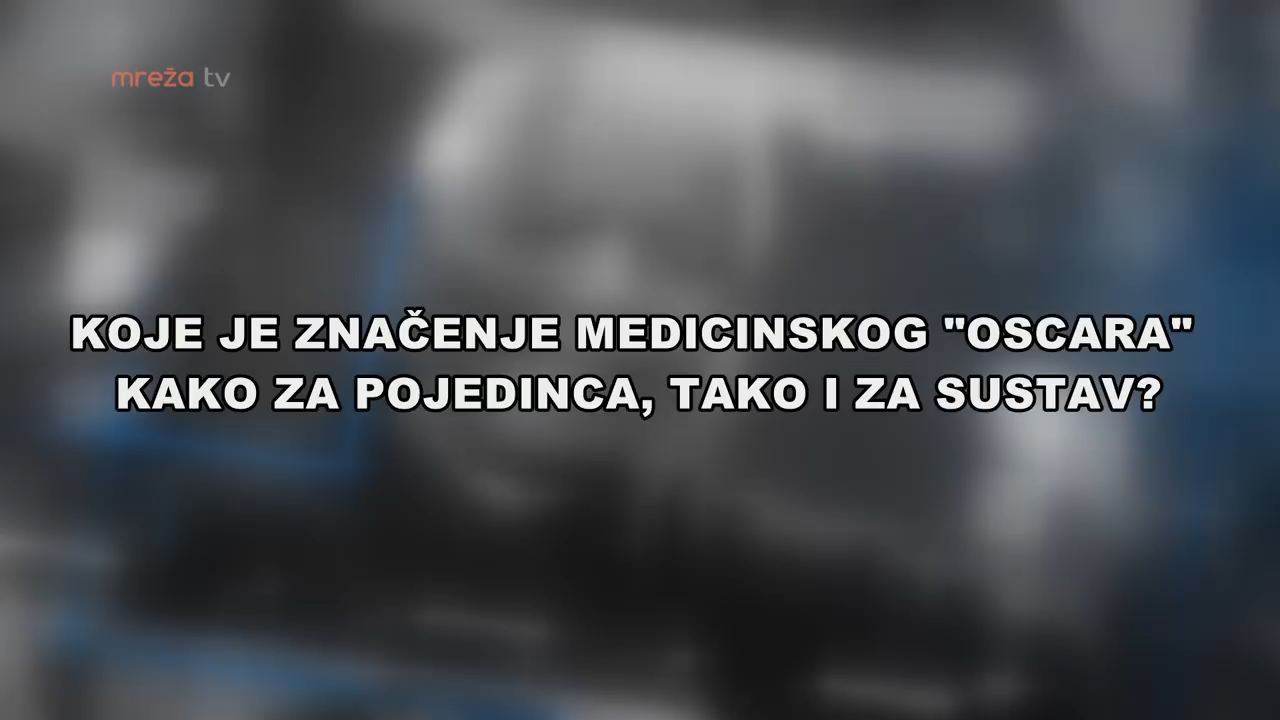 mreža tv
KOJE JE ZNAČENJE MEDICINSKOG "OSCARA"
KAKO ZA POJEDINCA, TAKO I ZA SUSTAV?